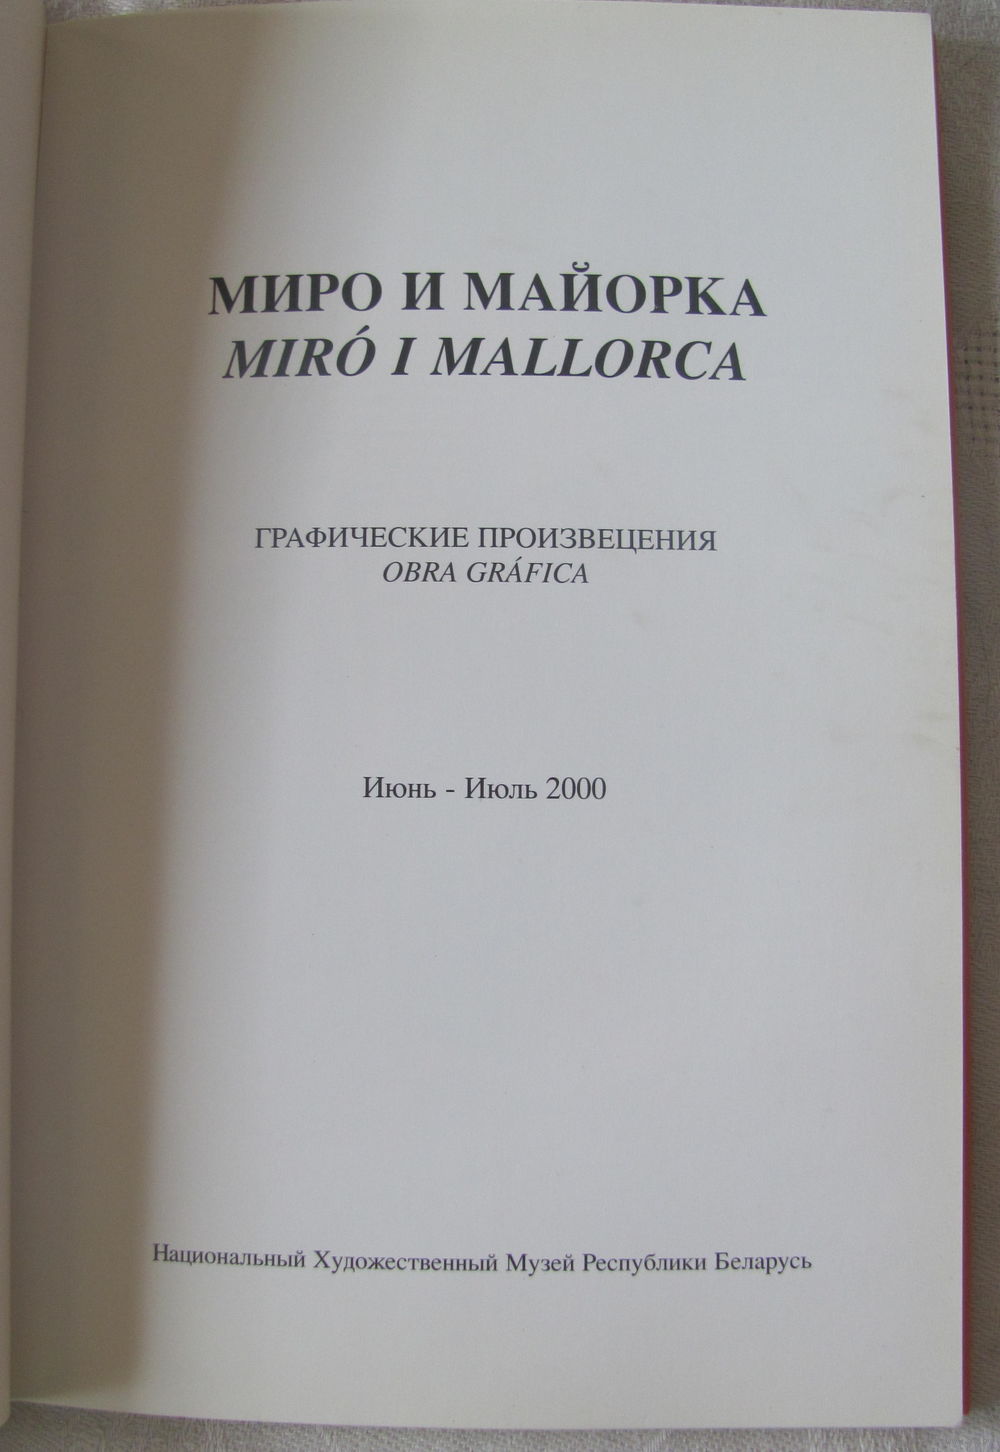 МИРО И МАЙОРКА
MIRÓ I MALLORCA
ГРАФИЧЕСКИЕ ПРОИЗВЕЦЕНИЯ
OBRA GRÁFICA
Июнь - Июль 2000
Национальный Художественный Музей Республики Беларусь